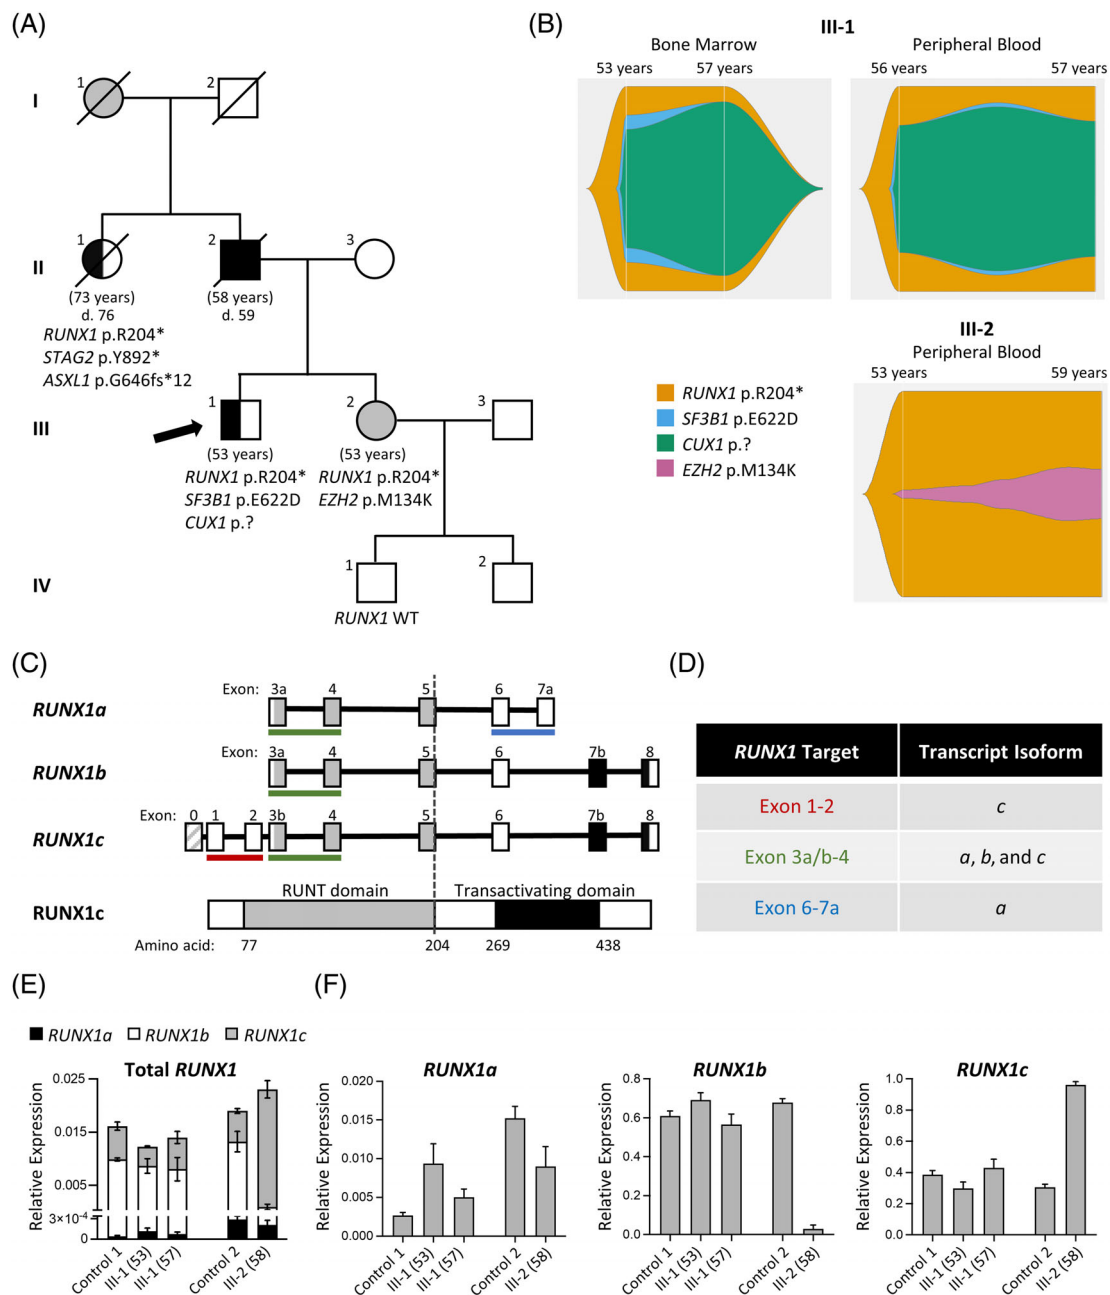 (A)
I
1
2
II
1
2
3
(73 years)
d. 76
RUNX1 p.R204*
STAG2 p.Y892*
ASXL1 p.G646fs*12
(58 years)
d. 59
III
1
2
3
(53 years)
RUNX1 p.R204*
SF3B1 p.E622D
CUX1 p.?
(53 years)
RUNX1 p.R204*
EZH2 p.M134K
IV
1
2
RUNX1 WT
(B)
III-1
Bone Marrow
53 years 57 years
Peripheral Blood
56 years 57 years
III-2
Peripheral Blood
53 years 59 years
RUNX1 p.R204*
SF3B1 p.E622D
CUX1 p.?
EZH2 p.M134K
(C)
RUNX1a
Exon: 3a 4 5 6 7a
RUNX1b
Exon: 3a 4 5 6 7b 8
RUNX1c
Exon: 0 1 2 3b 4 5 6 7b 8
RUNX1c
RUNT domain Transactivating domain
Amino acid: 77 204 269 438
(D)
RUNX1 Target Transcript Isoform
Exon 1-2 c
Exon 3a/b-4 a, b, and c
Exon 6-7a a
(E)
RUNX1a RUNX1b RUNX1c
Total RUNX1
Relative Expression
0.025
0.015
0.005
3×10⁻⁴
0
Control 1
III-1 (53)
III-1 (57)
Control 2
III-2 (58)
(F)
RUNX1a
Relative Expression
0.020
0.015
0.010
0.005
0.000
Control 1
III-1 (53)
III-1 (57)
Control 2
III-2 (58)
RUNX1b
Relative Expression
0.8
0.6
0.4
0.2
0.0
Control 1
III-1 (53)
III-1 (57)
Control 2
III-2 (58)
RUNX1c
Relative Expression
1.0
0.8
0.6
0.4
0.2
0.0
Control 1
III-1 (53)
III-1 (57)
Control 2
III-2 (58)